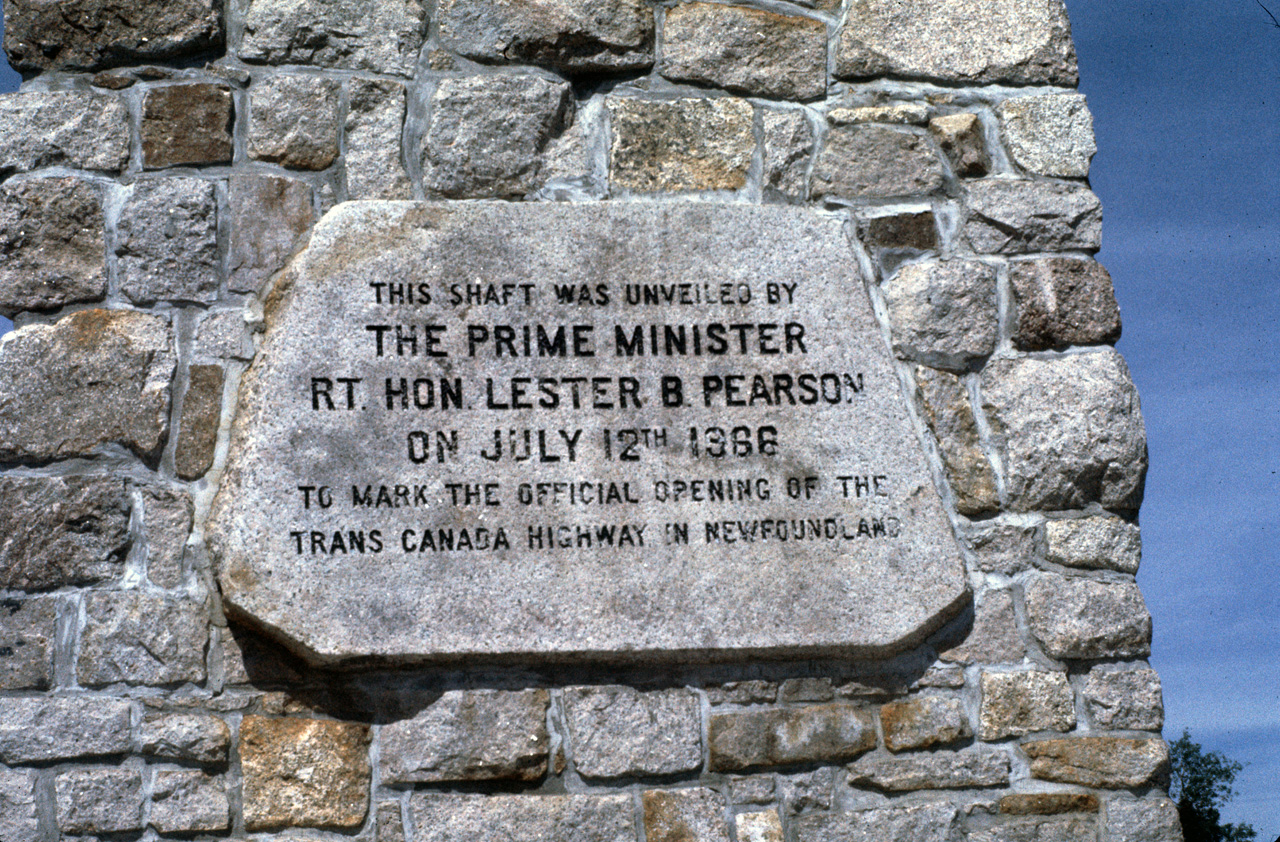 THIS SHAFT WAS UNVEILED BY
THE PRIME MINISTER
RT. HON. LESTER B. PEARSON
ON JULY 12TH 1966
TO MARK THE OFFICIAL OPENING OF THE
TRANS CANADA HIGHWAY IN NEWFOUNDLAND